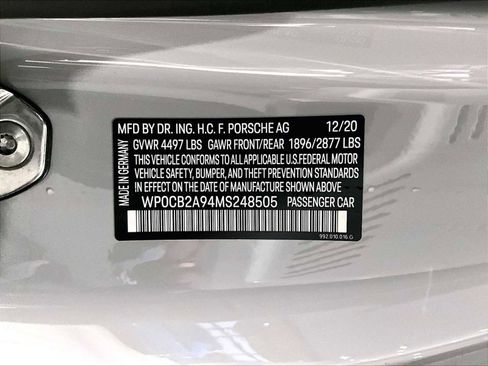 MFD BY DR. ING. H.C. F. PORSCHE AG 12/20
GVWR 4497 LBS GAWR FRONT/REAR 1896/2877 LBS
THIS VEHICLE CONFORMS TO ALL APPLICABLE U.S.FEDERAL MOTOR
VEHICLE SAFETY, BUMPER, AND THEFT PREVENTION STANDARDS
IN EFFECT ON THE DATE OF MANUFACTURE SHOWN ABOVE.
WP0CB2A94MS248505 PASSENGER CAR
992.010.016 G
MADE IN GERMANY